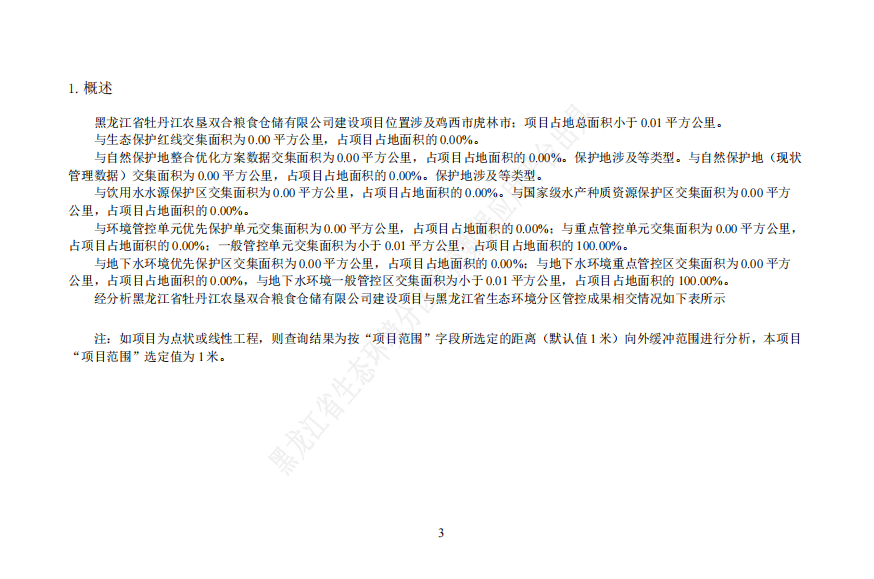 1. 概述
黑龙江省牡丹江农垦双合粮食仓储有限公司建设项目位置涉及鸡西市虎林市；项目占地总面积小于 0.01 平方公里。
与生态保护红线交集面积为 0.00 平方公里，占项目占地面积的 0.00%。
与自然保护地整合优化方案数据交集面积为 0.00 平方公里，占项目占地面积的 0.00%。保护地涉及等类型。与自然保护地（现状
管理数据）交集面积为 0.00 平方公里，占项目占地面积的 0.00%。保护地涉及等类型。
与饮用水水源保护区交集面积为 0.00 平方公里，占项目占地面积的 0.00%。与国家级水产种质资源保护区交集面积为 0.00 平方
公里，占项目占地面积的 0.00%。
与环境管控单元优先保护单元交集面积为 0.00 平方公里，占项目占地面积的 0.00%；与重点管控单元交集面积为 0.00 平方公里，
占项目占地面积的 0.00%；一般管控单元交集面积为小于 0.01 平方公里，占项目占地面积的 100.00%。
与地下水环境优先保护区交集面积为 0.00 平方公里，占项目占地面积的 0.00%；与地下水环境重点管控区交集面积为 0.00 平方
公里，占项目占地面积的 0.00%，与地下水环境一般管控区交集面积为小于 0.01 平方公里，占项目占地面积的 100.00%。
经分析黑龙江省牡丹江农垦双合粮食仓储有限公司建设项目与黑龙江省生态环境分区管控成果相交情况如下表所示
注：如项目为点状或线性工程，则查询结果为按“项目范围”字段所选定的距离（默认值 1 米）向外缓冲范围进行分析，本项目
“项目范围”选定值为 1 米。
黑龙江省生态环境分
3